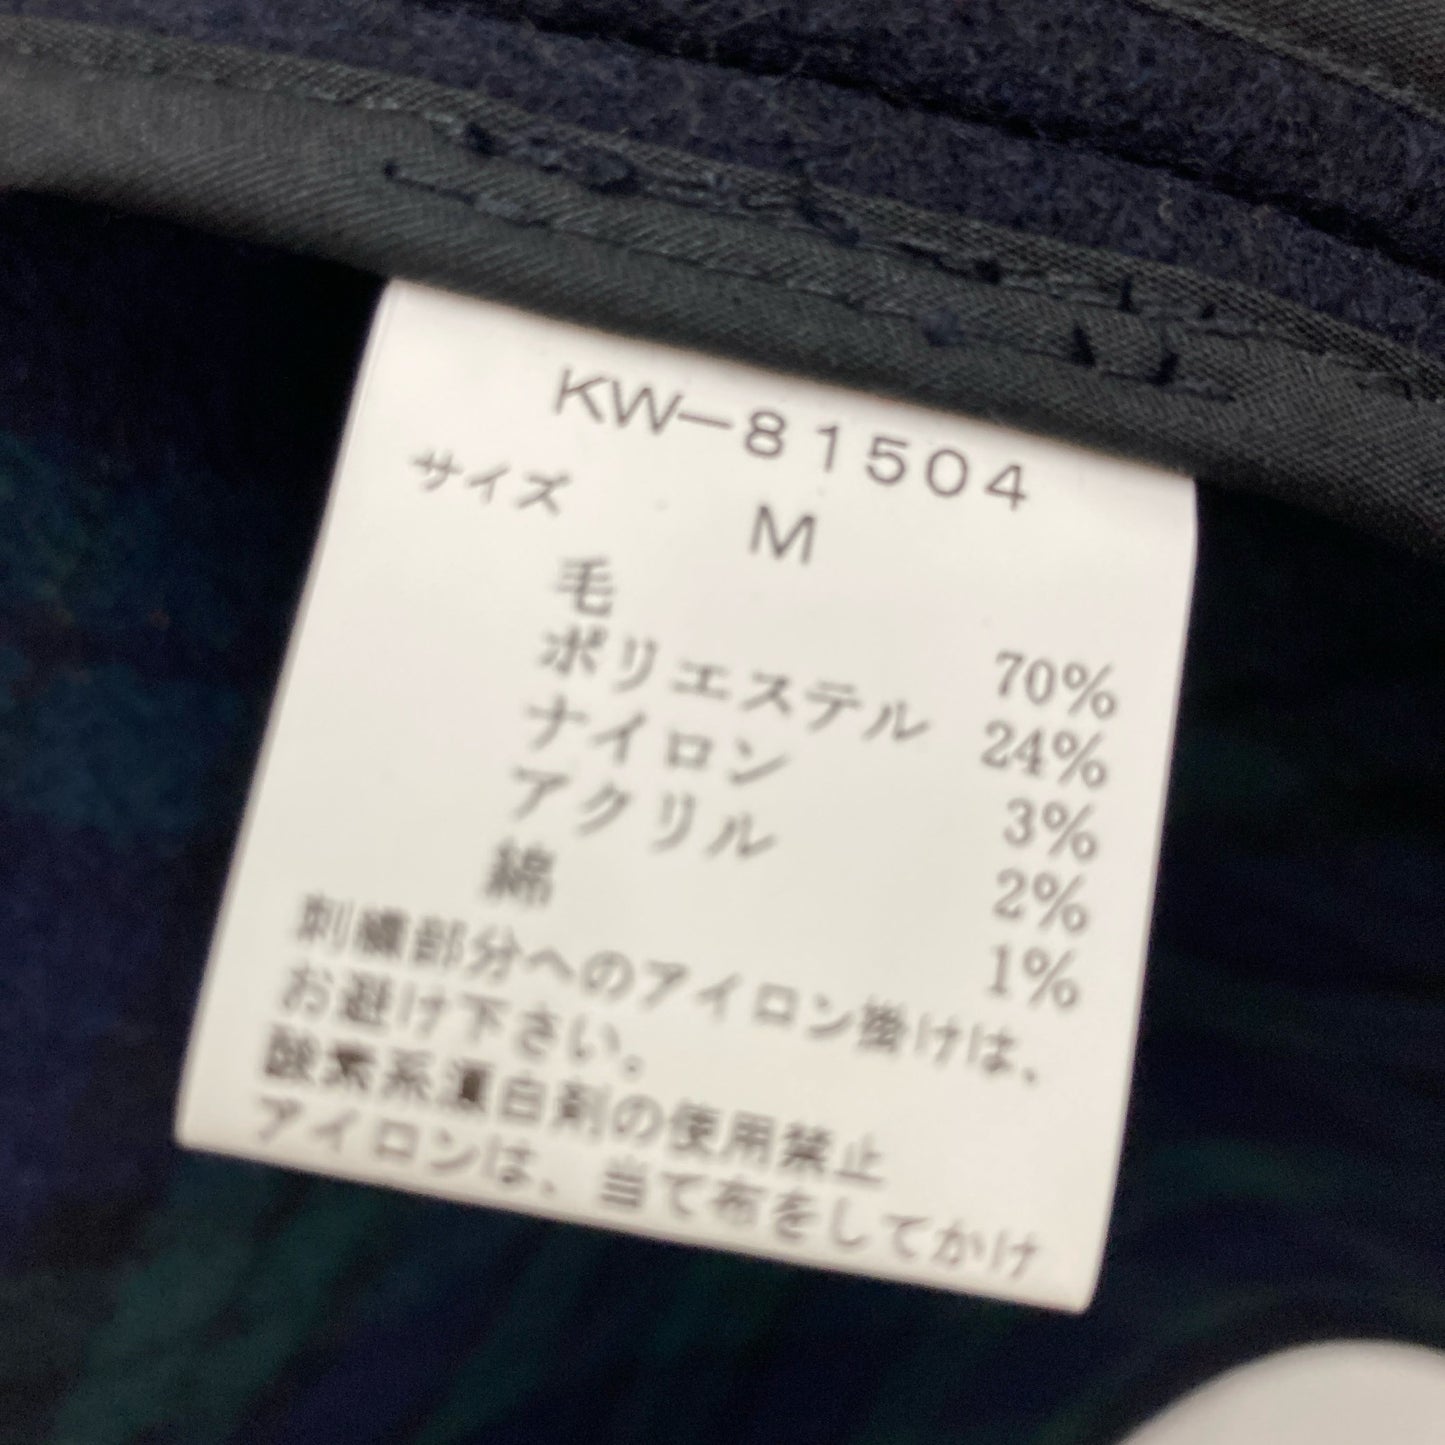 KW-81504
サイズ M
毛 70%
ポリエステル 24%
ナイロン 3%
アクリル 2%
綿 1%
刺繍部分へのアイロン掛けは、
お避け下さい。
酸素系漂白剤の使用禁止
アイロンは、当て布をしてかけ